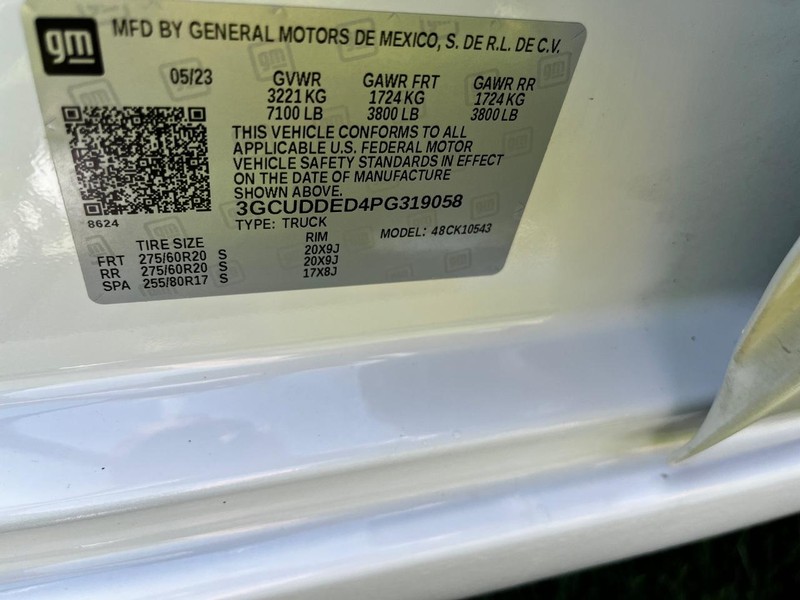 gm MFD BY GENERAL MOTORS DE MEXICO, S. DE R.L. DE C.V.
05/23 GVWR GAWR FRT GAWR RR
3221 KG 1724 KG 1724 KG
7100 LB 3800 LB 3800 LB
THIS VEHICLE CONFORMS TO ALL
APPLICABLE U.S. FEDERAL MOTOR
VEHICLE SAFETY STANDARDS IN EFFECT
ON THE DATE OF MANUFACTURE
SHOWN ABOVE.
3GCUDDED4PG319058
8624 TYPE: TRUCK MODEL: 48CK10543
TIRE SIZE RIM
FRT 275/60R20 S 20X9J
RR 275/60R20 S 20X9J
SPA 255/80R17 S 17X8J